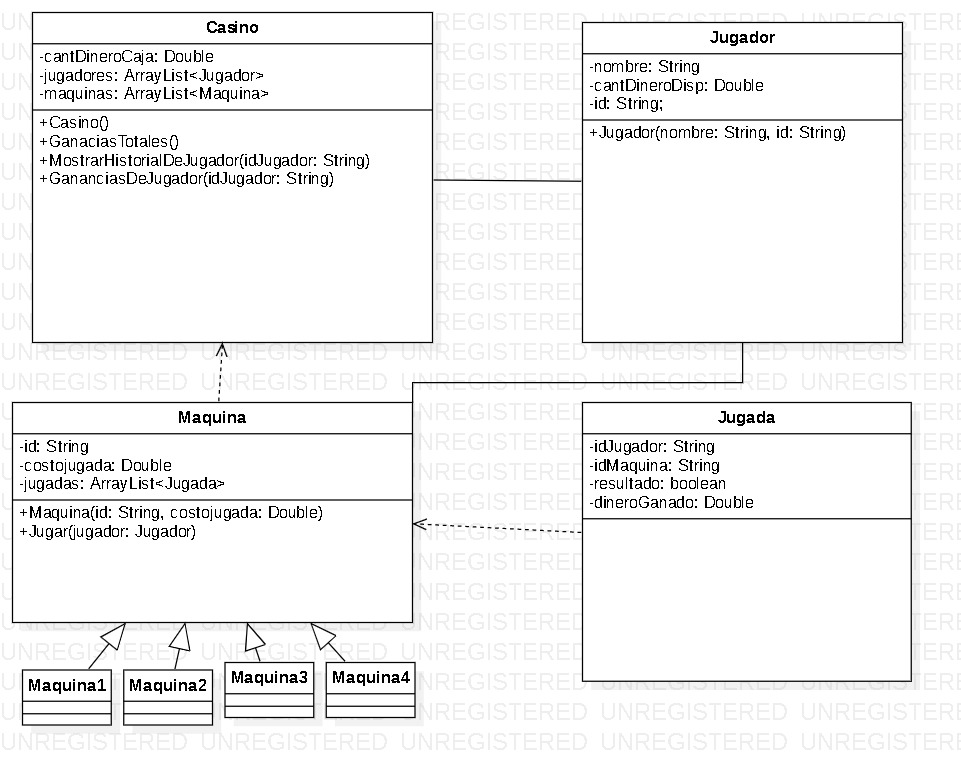 Casino
-cantDineroCaja: Double
-jugadores: ArrayList<Jugador>
-maquinas: ArrayList<Maquina>
+Casino()
+GanaciasTotales()
+MostrarHistorialDeJugador(idJugador: String)
+GananciasDeJugador(idJugador: String)
Jugador
-nombre: String
-cantDineroDisp: Double
-id: String;
+Jugador(nombre: String, id: String)
Maquina
-id: String
-costojugada: Double
-jugadas: ArrayList<Jugada>
+Maquina(id: String, costojugada: Double)
+Jugar(jugador: Jugador)
Jugada
-idJugador: String
-idMaquina: String
-resultado: boolean
-dineroGanado: Double
Maquina1
Maquina2
Maquina3
Maquina4
UNREGISTERED UNREGISTERED UNREGISTERED UNREGISTERED